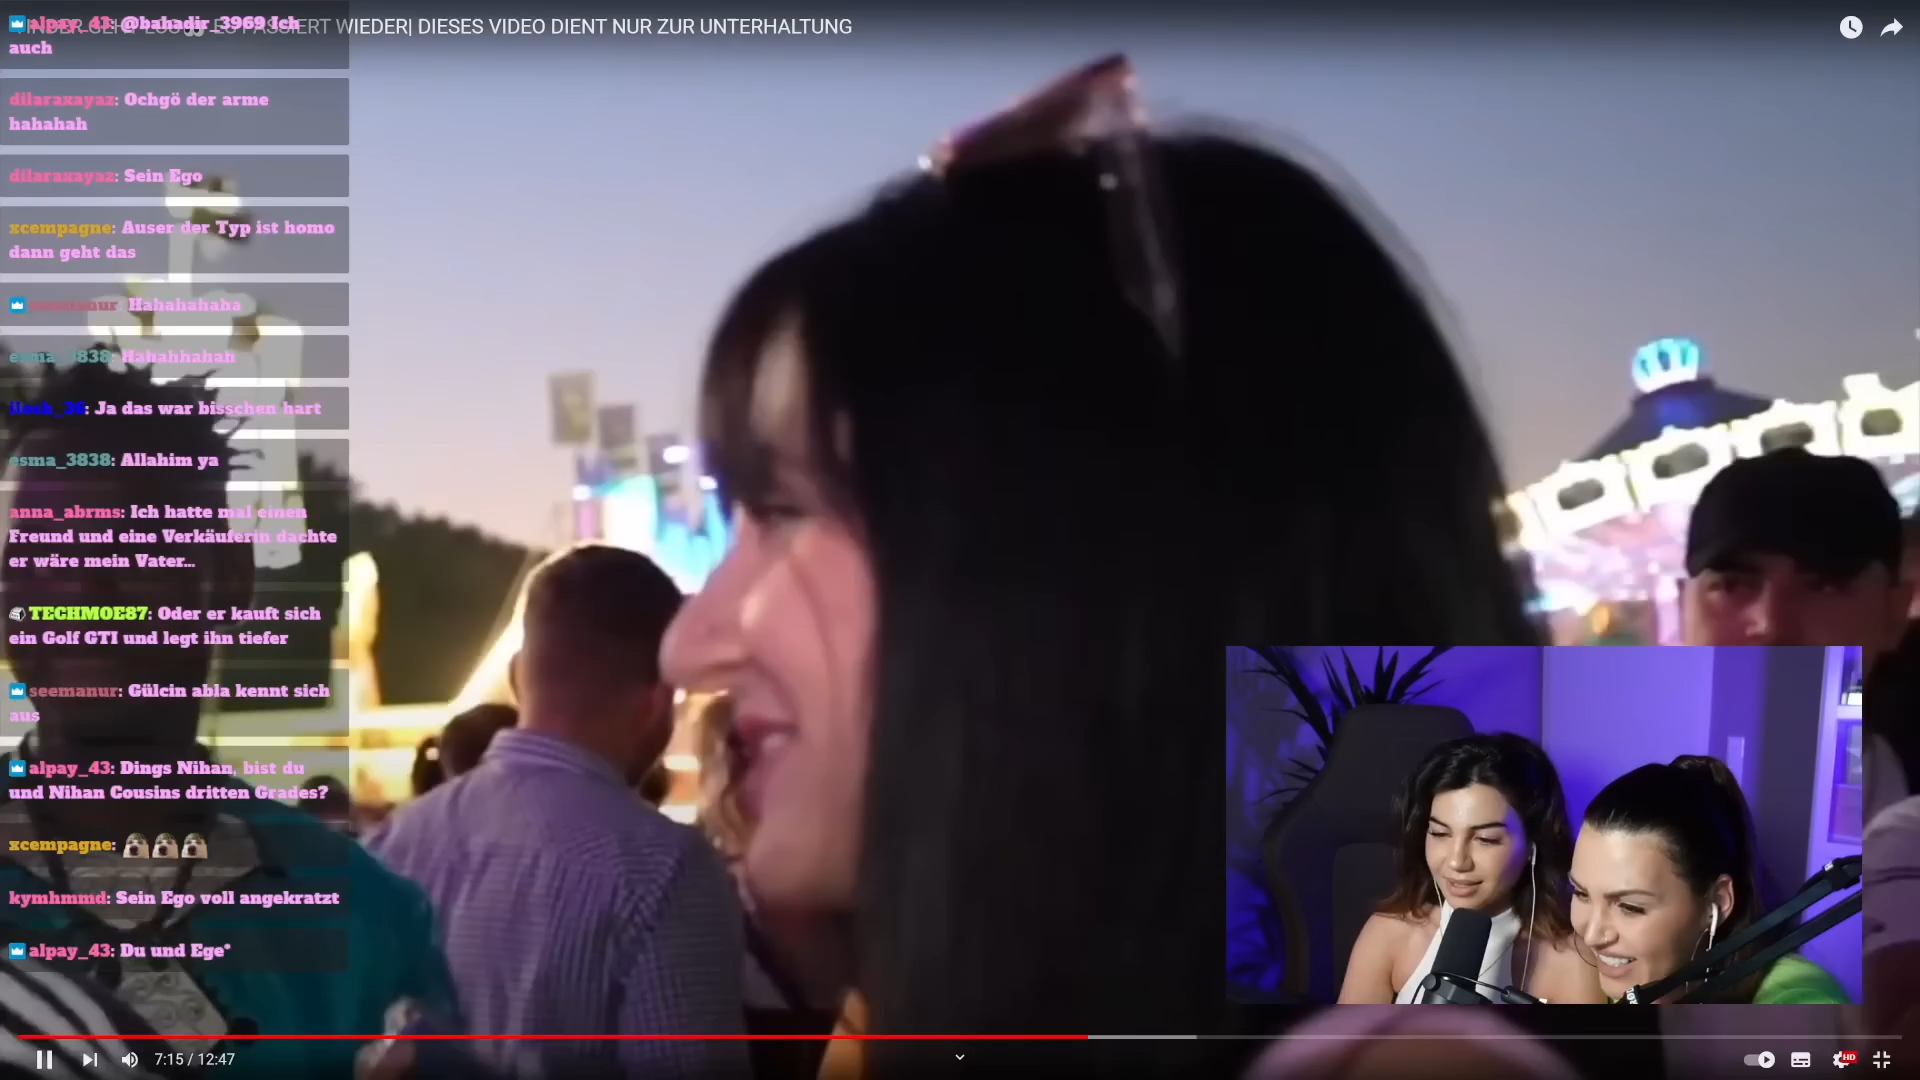 WIEDER| DIESES VIDEO DIENT NUR ZUR UNTERHALTUNG
alpay_43: @bahadir_3969 Ich
auch
dilaraxayaz: Ochgö der arme
hahahah
dilaraxayaz: Sein Ego
xcempagne: Auser der Typ ist homo
dann geht das
Hahahahaha
esma_3838: Hahahhahah
: Ja das war bisschen hart
esma_3838: Allahim ya
anna_abrms: Ich hatte mal einen
Freund und eine Verkäuferin dachte
er wäre mein Vater...
TECHMOE87: Oder er kauft sich
ein Golf GTI und legt ihn tiefer
seemanur: Gülcin abla kennt sich
aus
alpay_43: Dings Nihan, bist du
und Nihan Cousins dritten Grades?
xcempagne:
kymhmmd: Sein Ego voll angekratzt
alpay_43: Du und Ege*
7:15 / 12:47
HD